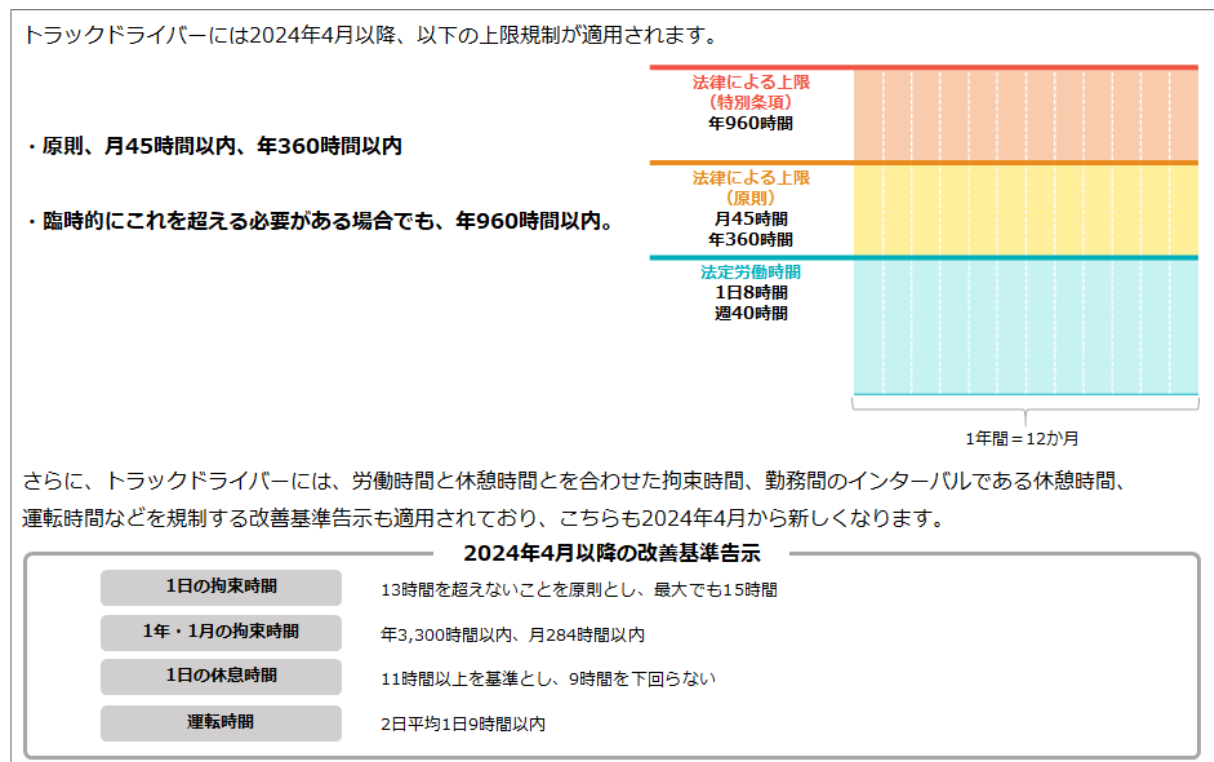 トラックドライバーには2024年4月以降、以下の上限規制が適用されます。
・原則、月45時間以内、年360時間以内
・臨時的にこれを超える必要がある場合でも、年960時間以内。
法律による上限
（特別条項）
年960時間
法律による上限
（原則）
月45時間
年360時間
法定労働時間
1日8時間
週40時間
1年間＝12か月
さらに、トラックドライバーには、労働時間と休憩時間とを合わせた拘束時間、勤務間のインターバルである休憩時間、
運転時間などを規制する改善基準告示も適用されており、こちらも2024年4月から新しくなります。
2024年4月以降の改善基準告示
1日の拘束時間
13時間を超えないことを原則とし、最大でも15時間
1年・1月の拘束時間
年3,300時間以内、月284時間以内
1日の休息時間
11時間以上を基準とし、9時間を下回らない
運転時間
2日平均1日9時間以内